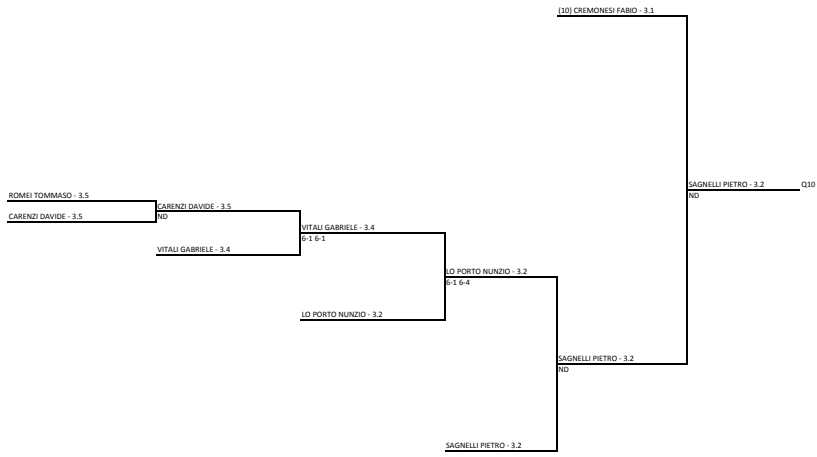 (10) CREMONESI FABIO - 3.1
SAGNELLI PIETRO - 3.2 Q10
ND
ROMEI TOMMASO - 3.5
CARENZI DAVIDE - 3.5
ND
CARENZI DAVIDE - 3.5
VITALI GABRIELE - 3.4
6-1 6-1
VITALI GABRIELE - 3.4
LO PORTO NUNZIO - 3.2
6-1 6-4
LO PORTO NUNZIO - 3.2
SAGNELLI PIETRO - 3.2
ND
SAGNELLI PIETRO - 3.2